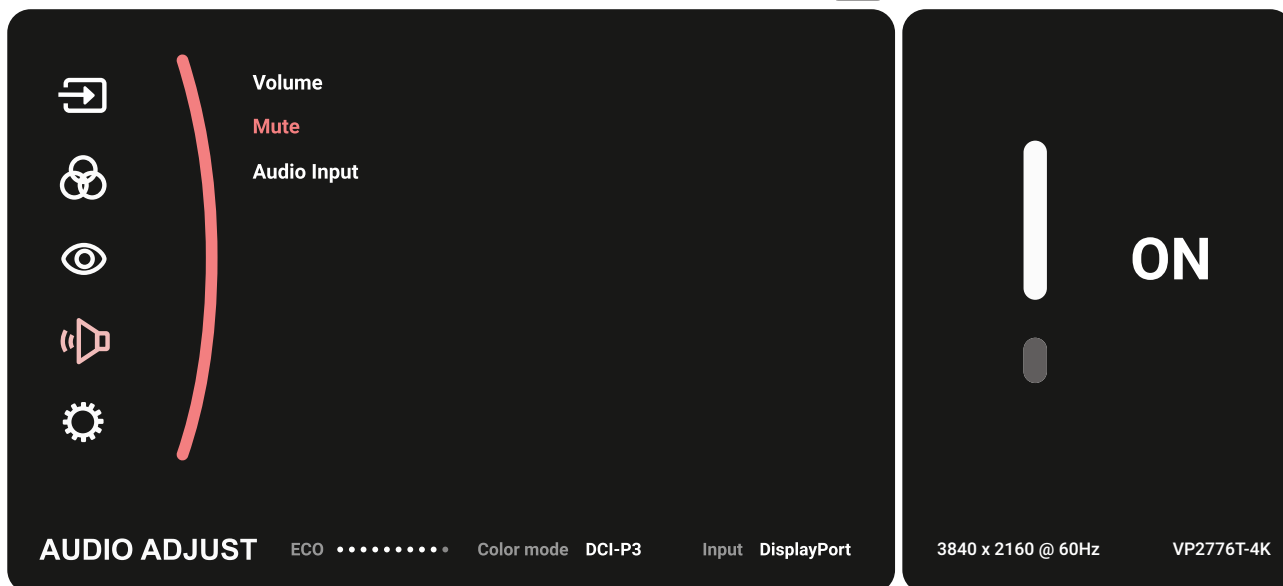 Volume
Mute
Audio Input
ON
AUDIO ADJUST ECO Color mode DCI-P3 Input DisplayPort
3840 x 2160 @ 60Hz VP2776T-4K